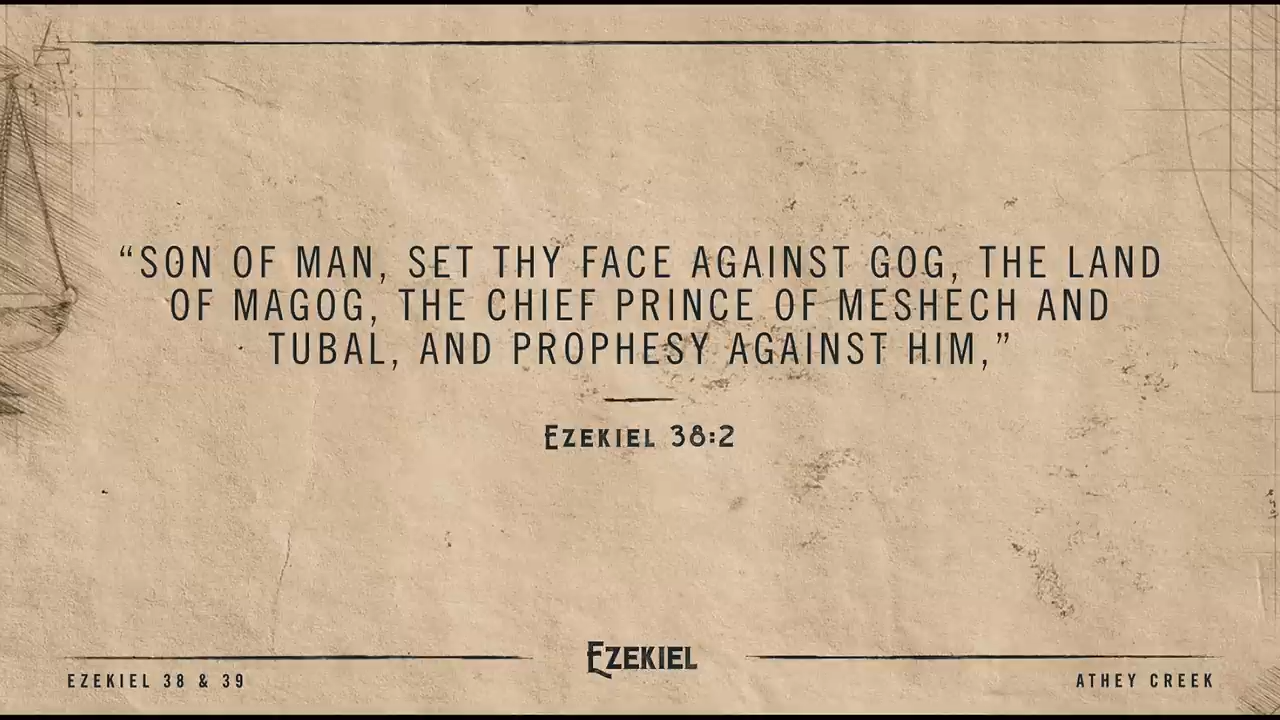 “SON OF MAN, SET THY FACE AGAINST GOG, THE LAND
OF MAGOG, THE CHIEF PRINCE OF MESHECH AND
TUBAL, AND PROPHESY AGAINST HIM,”
EZEKIEL 38:2
EZEKIEL
EZEKIEL 38 & 39
ATHEY CREEK